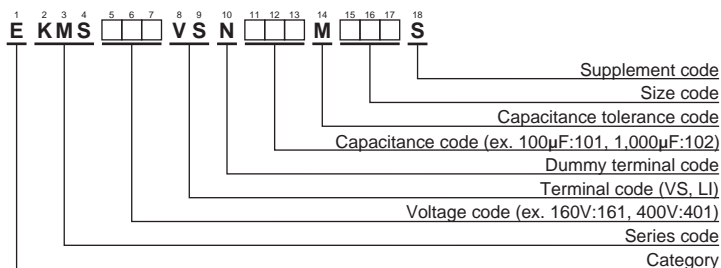 1 2 3 4 5 6 7 8 9 10 11 12 13 14 15 16 17 18
E K M S □ □ □ V S N □ □ □ M □ □ □ S
Supplement code
Size code
Capacitance tolerance code
Capacitance code (ex. 100μF:101, 1,000μF:102)
Dummy terminal code
Terminal code (VS, LI)
Voltage code (ex. 160V:161, 400V:401)
Series code
Category